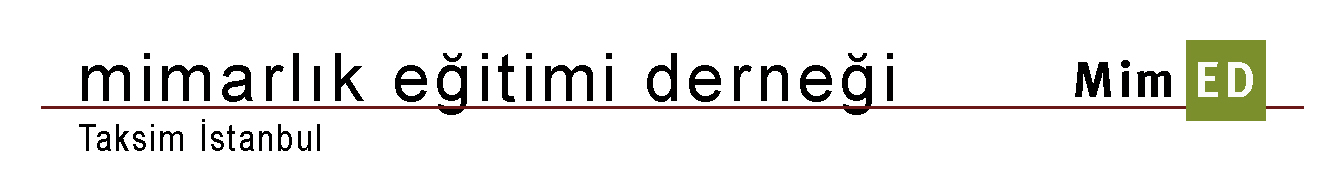 mimarlık eğitimi derneği
Mim ED
Taksim İstanbul